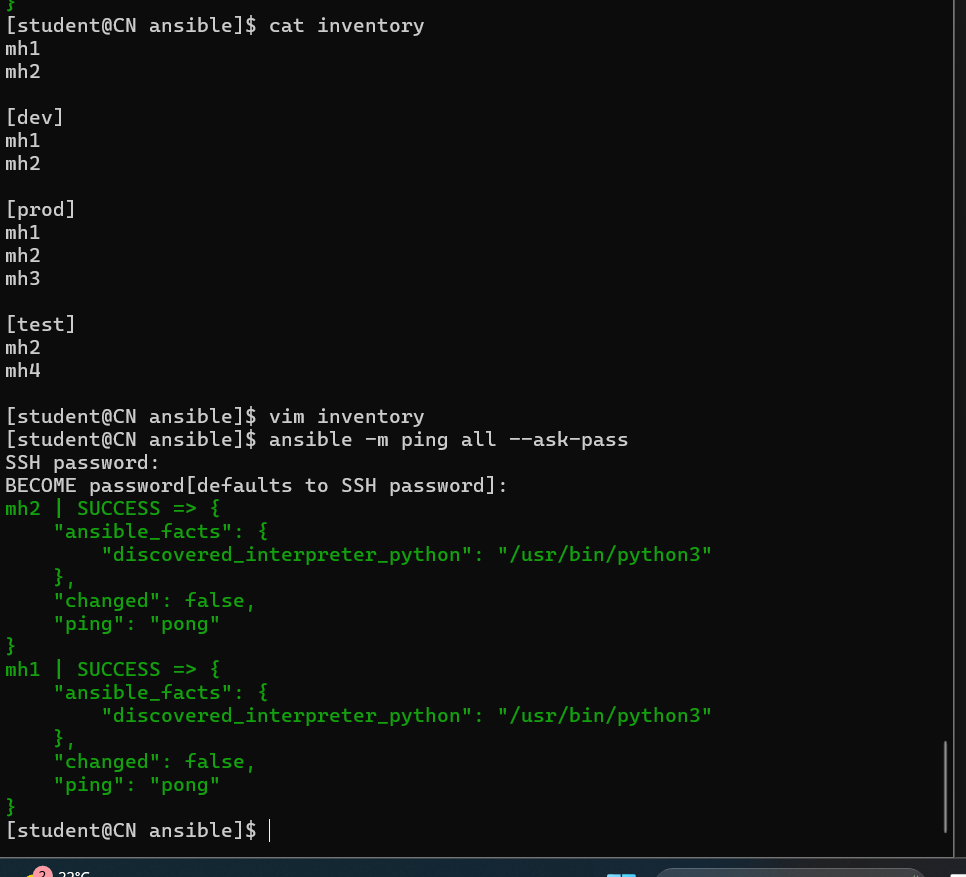 }
[student@CN ansible]$ cat inventory
mh1
mh2
[dev]
mh1
mh2
[prod]
mh1
mh2
mh3
[test]
mh2
mh4
[student@CN ansible]$ vim inventory
[student@CN ansible]$ ansible -m ping all --ask-pass
SSH password:
BECOME password[defaults to SSH password]:
mh2 | SUCCESS => {
    "ansible_facts": {
        "discovered_interpreter_python": "/usr/bin/python3"
    },
    "changed": false,
    "ping": "pong"
}
mh1 | SUCCESS => {
    "ansible_facts": {
        "discovered_interpreter_python": "/usr/bin/python3"
    },
    "changed": false,
    "ping": "pong"
}
[student@CN ansible]$
2